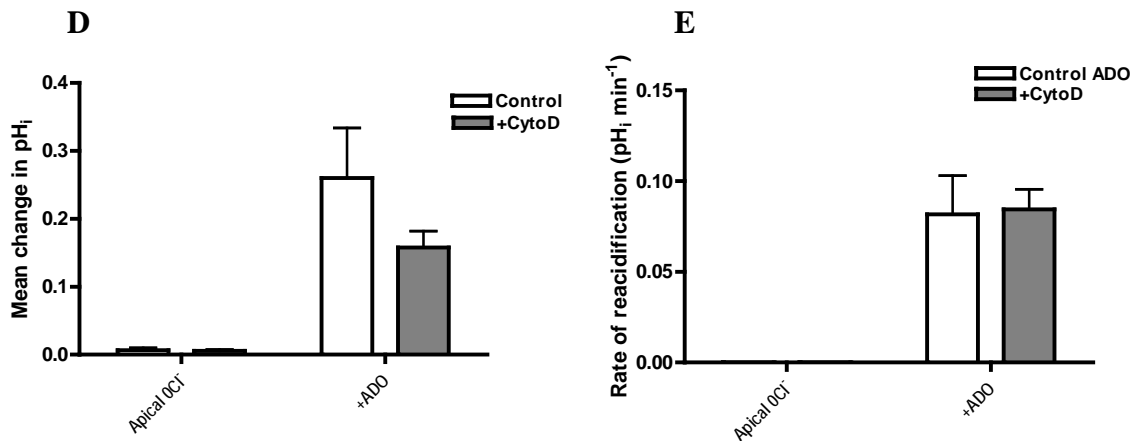 D
Mean change in pHi
0.4
0.3
0.2
0.1
0.0
Control
+CytoD
Apical 0Cl-
+ADO
E
Rate of reacidification (pHi min-1)
0.15
0.10
0.05
0.00
Control ADO
+CytoD
Apical 0Cl-
+ADO